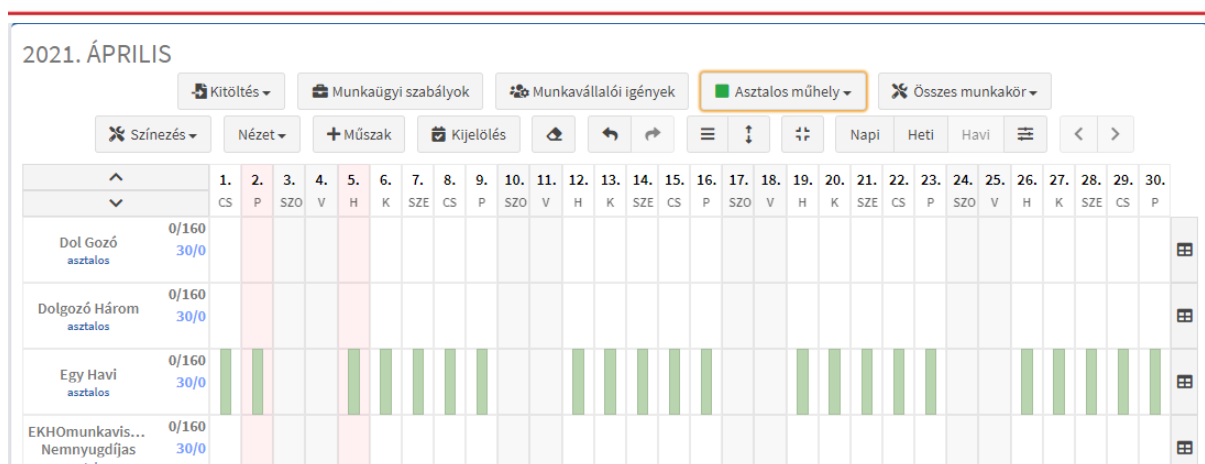 2021. ÁPRILIS
Kitöltés Munkaügyi szabályok Munkavállalói igények Asztalos műhely Összes munkakör
Színezés Nézet Műszak Kijelölés Napi Heti Havi
1. 2. 3. 4. 5. 6. 7. 8. 9. 10. 11. 12. 13. 14. 15. 16. 17. 18. 19. 20. 21. 22. 23. 24. 25. 26. 27. 28. 29. 30.
CS P SZO V H K SZE CS P SZO V H K SZE CS P SZO V H K SZE CS P SZO V H K SZE CS P
0/160
Dol Gozó
30/0
asztalos
0/160
Dolgozó Három
30/0
asztalos
0/160
Egy Havi
30/0
asztalos
EKHOmunkavis... 0/160
Nemnyugdíjas 30/0